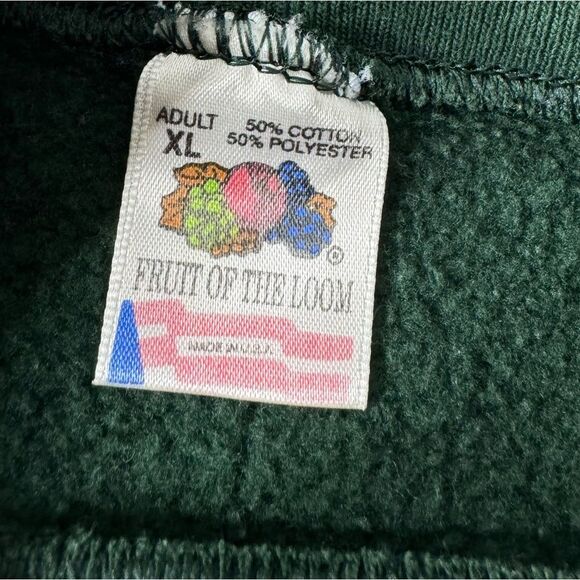 ADULT 50% COTTON
XL 50% POLYESTER
®
FRUIT OF THE LOOM
MADE IN U.S.A.